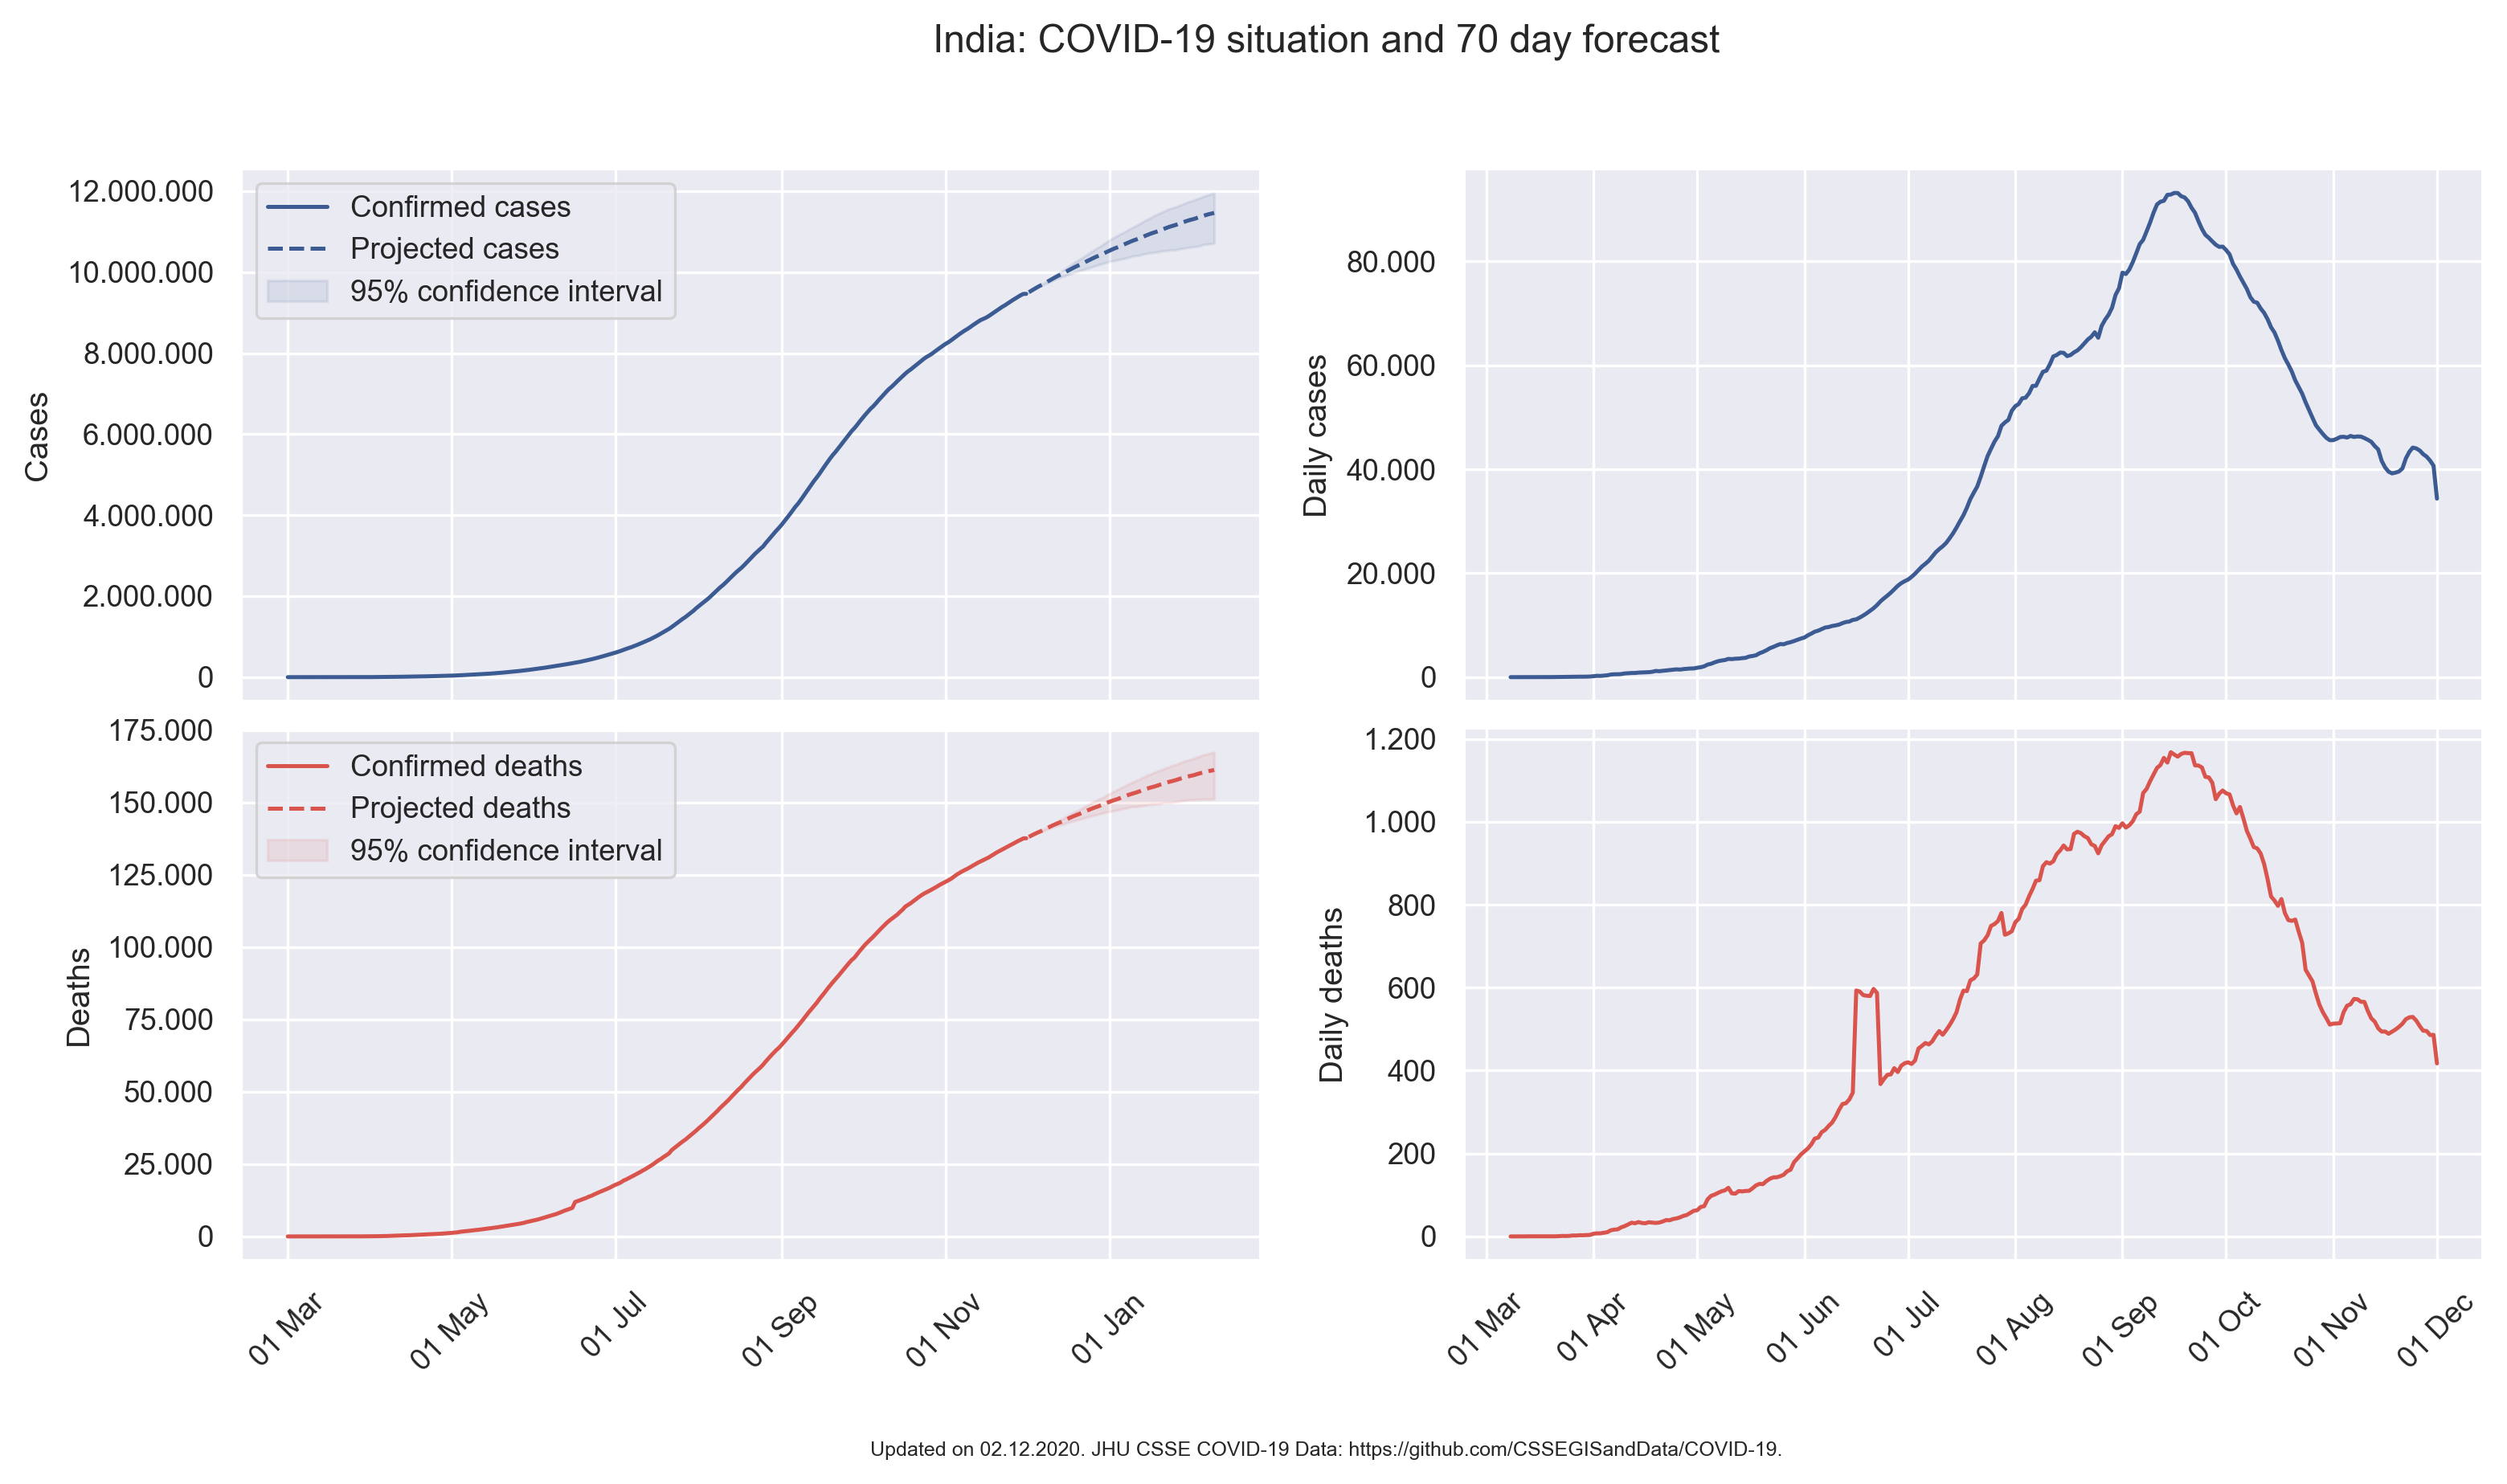 India: COVID-19 situation and 70 day forecast
12.000.000
10.000.000
8.000.000
6.000.000
4.000.000
2.000.000
0
Cases
Confirmed cases
Projected cases
95% confidence interval
80.000
60.000
40.000
20.000
0
Daily cases
175.000
150.000
125.000
100.000
75.000
50.000
25.000
0
Deaths
Confirmed deaths
Projected deaths
95% confidence interval
1.200
1.000
800
600
400
200
0
Daily deaths
01 Mar
01 May
01 Jul
01 Sep
01 Nov
01 Jan
01 Mar
01 Apr
01 May
01 Jun
01 Jul
01 Aug
01 Sep
01 Oct
01 Nov
01 Dec
Updated on 02.12.2020. JHU CSSE COVID-19 Data: https://github.com/CSSEGISandData/COVID-19.